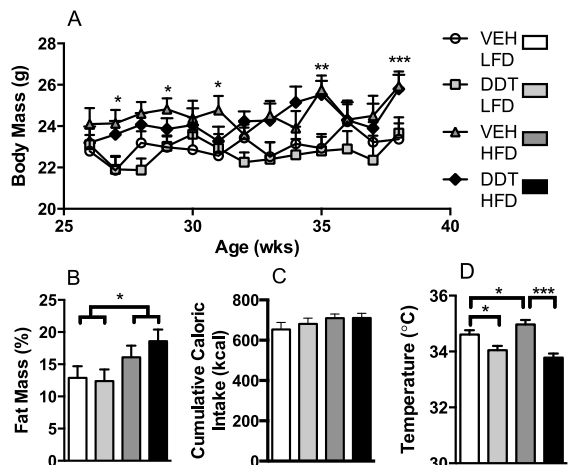 A
28
26
24
22
20
Body Mass (g)
* * * ** ***
25 30 35 40
Age (wks)
VEH
LFD
DDT
LFD
VEH
HFD
DDT
HFD
B
25
20
15
10
5
0
Fat Mass (%)
*
C
800
600
400
200
0
Cumulative Caloric
Intake (kcal)
D
36
34
32
30
Temperature (°C)
* ***
*